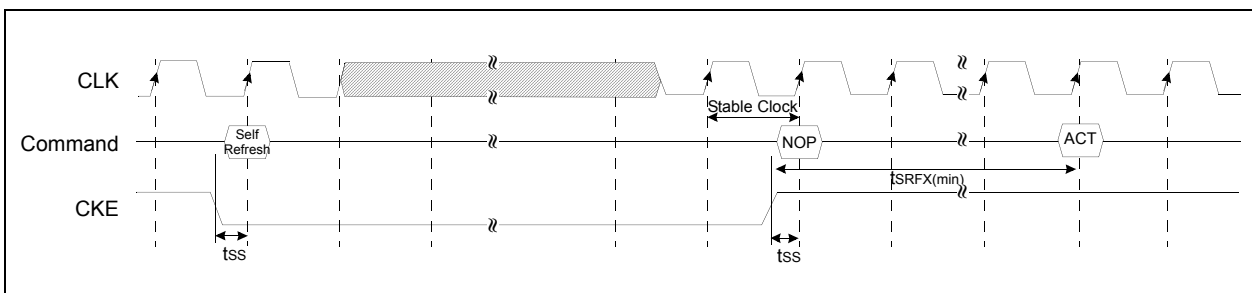 CLK
Stable Clock
Command
Self
Refresh
NOP
ACT
tSRFX(min)
CKE
tss
tss